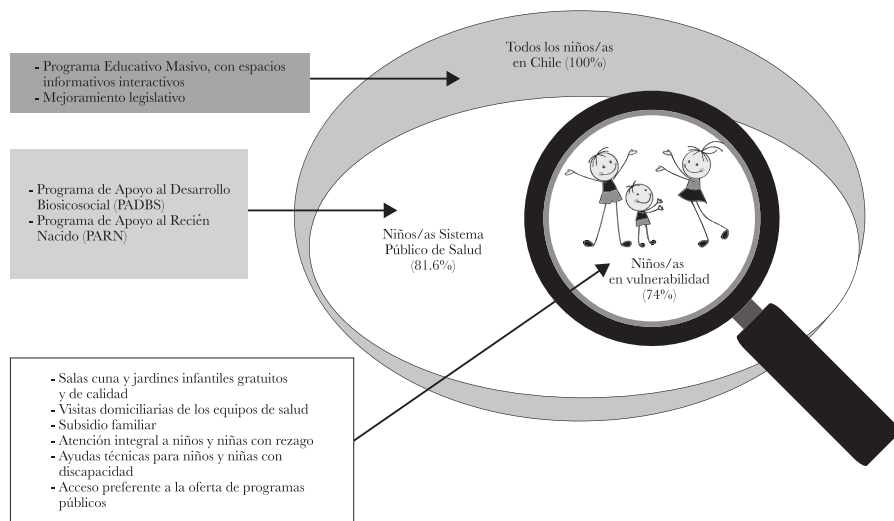 - Programa Educativo Masivo, con espacios
informativos interactivos
- Mejoramiento legislativo
Todos los niños/as
en Chile (100%)
- Programa de Apoyo al Desarrollo
Biosicosocial (PADBS)
- Programa de Apoyo al Recién
Nacido (PARN)
Niños/as Sistema
Público de Salud
(81.6%)
Niños/as
en vulnerabilidad
(74%)
- Salas cuna y jardines infantiles gratuitos
y de calidad
- Visitas domiciliarias de los equipos de salud
- Subsidio familiar
- Atención integral a niños y niñas con rezago
- Ayudas técnicas para niños y niñas con
discapacidad
- Acceso preferente a la oferta de programas
públicos